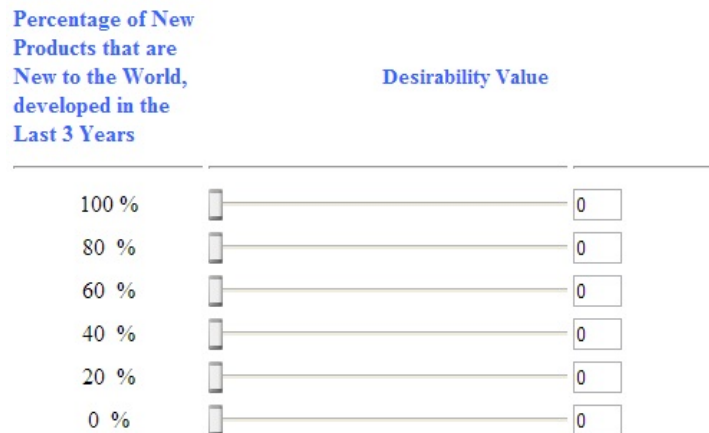 Percentage of New
Products that are
New to the World,
developed in the
Last 3 Years
Desirability Value
100 % 0
80 % 0
60 % 0
40 % 0
20 % 0
0 % 0